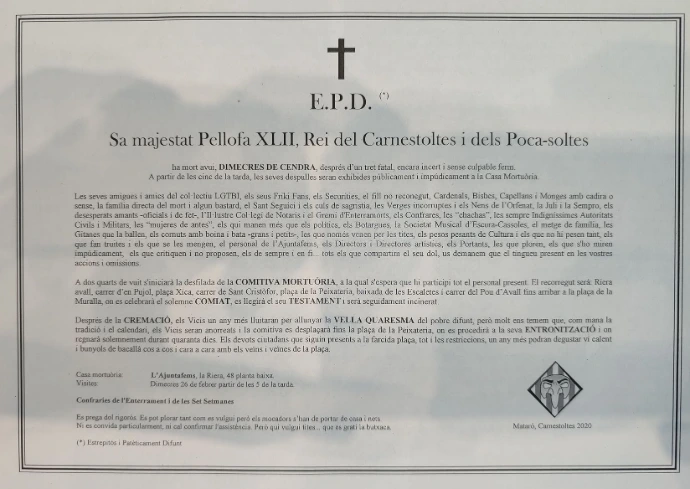 E.P.D. (*)
Sa majestat Pellofa XLII, Rei del Carnestoltes i dels Poca-soltes
ha mort avui, DIMECRES DE CENDRA, després d'un tret fatal, encara incert i sense culpable ferm.
A partir de les cinc de la tarda, les seves despulles seran exhibides públicament i impúdicament a la Casa Mortuòria.
Les seves amigues i amics del col·lectiu LGTBI, els seus Friki Fans, els Securites, el fill no reconegut, Cardenals, Bisbes, Capellans i Monges amb cadira o
sense, la família directa del mort i algun bastard, el Sant Seguici i els culs de sagristia, les Verges incorruptes i els Nens de l'Orfenat, la Juli i la Sempro, els
desesperats amants -oficials i de fet-, l'Il·lustre Col·legi de Notaris i el Gremi d'Enterramorts, els Confrares, les "chachas", les sempre Indigníssimes Autoritats
Civils i Militars, les "mujeres de antes", els qui manen més que els polítics, els Botargues, la Societat Musical d'Escura-Cassoles, el metge de família, les
Gitanes que la ballen, els cornuts amb boina i bata -grans i petits-, les que només venen per les tites, els pesos pesants de Cultura i els que no hi pesen tant, els
que fan truites i els que se les mengen, el personal de l'Ajuntafems, els Directors i Directores artístics, els Portants, les que ploren, els que s'ho miren
impúdicament, els que critiquen i no proposen, els de sempre i en fi... tots els que compartíra el seu dol, us demanem que el tingueu present en les vostres
accions i omissions.
A dos quarts de vuit s'iniciarà la desfilada de la COMITIVA MORTUÒRIA, a la qual s'espera que hi participi tot el personal present. El recorregut serà: Riera
avall, carrer d'en Pujol, plaça Xica, carrer de Sant Cristòfor, plaça de la Peixateria, baixada de les Escaletes i carrer del Pou d'Avall fins arribar a la plaça de la
Muralla, on es celebrarà el solemne COMIAT, es llegirà el seu TESTAMENT i serà seguidament incinerat
Després de la CREMACIÓ, els Vicis un any més lluitaran per allunyar la VELLA QUARESMA del pobre difunt, però molt ens temem que, com mana la
tradició i el calendari, els Vicis seran anorreats i la comitiva es desplaçarà fins la plaça de la Peixateria, on es procedirà a la seva ENTRONITZACIÓ i on
regnarà solemnement durant quaranta dies. Els devots ciutadans que siguin presents a la farcida plaça, tot i les restriccions, un any més podran degustar vi calent
i bunyols de bacallà cos a cos i cara a cara amb els veïns i veïnes de la plaça.
Casa mortuòria: L'Ajuntafems, la Riera, 48 planta baixa.
Visites: Dimecres 26 de febrer partir de les 5 de la tarda.
Confraries de l'Enterrament i de les Set Setmanes
Es prega del rigorós. Es pot plorar tant com es vulgui però els mocadors s'han de portar de casa i nets.
Ni es convida particularment, ni cal confirmar l'assistència. Però qui vulgui tites... que es grati la butxaca.
(*) Estrepitós i Patèticament Difunt
Mataró, Carnestoltes 2020